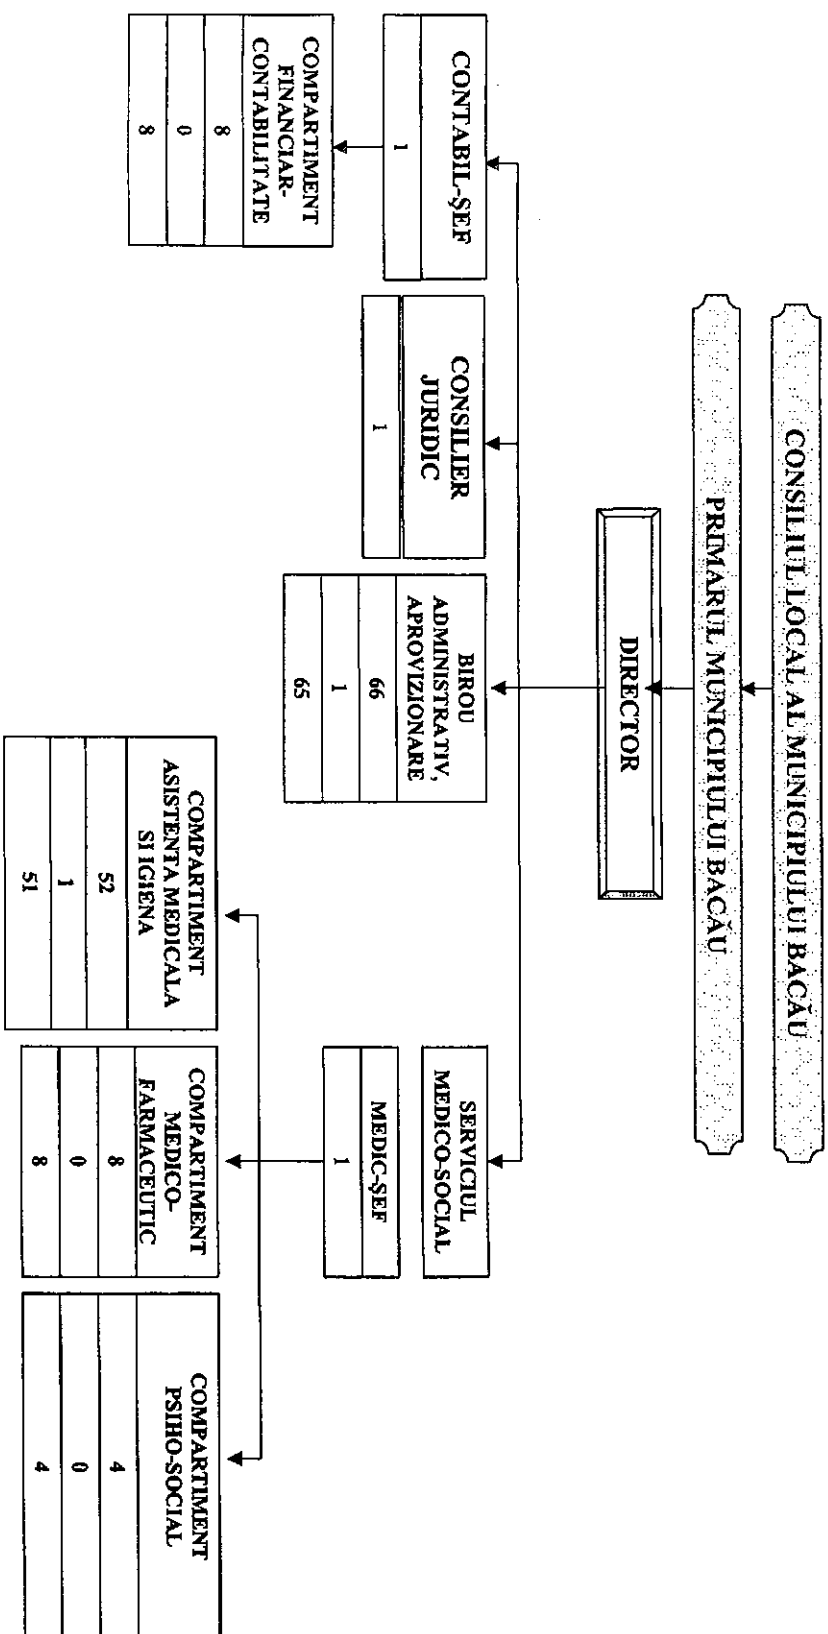 CONSILIUL LOCAL AL MUNICIPIULUI BACĂU
PRIMARUL MUNICIPIULUI BACĂU
DIRECTOR
CONTABIL-ŞEF
1
COMPARTIMENT
FINANCIAR-
CONTABILITATE
8
0
8
CONSILIER
JURIDIC
1
BIROU
ADMINISTRATIV,
APROVIZIONARE
66
1
65
SERVICIUL
MEDICO-SOCIAL
MEDIC-ŞEF
1
COMPARTIMENT
ASISTENTA MEDICALA
SI IGIENA
52
1
51
COMPARTIMENT
MEDICO-
FARMACEUTIC
8
0
8
COMPARTIMENT
PSIHO-SOCIAL
4
0
4